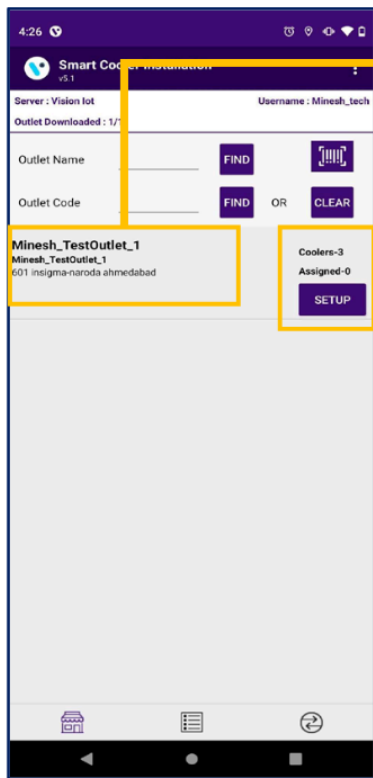 4:26
Smart Cooler Installation
v5.1
Server : Vision Iot Username : Minesh_tech
Outlet Downloaded : 1/
Outlet Name FIND
Outlet Code FIND OR CLEAR
Minesh_TestOutlet_1
Minesh_TestOutlet_1
601 insigma-naroda ahmedabad
Coolers-3
Assigned-0
SETUP